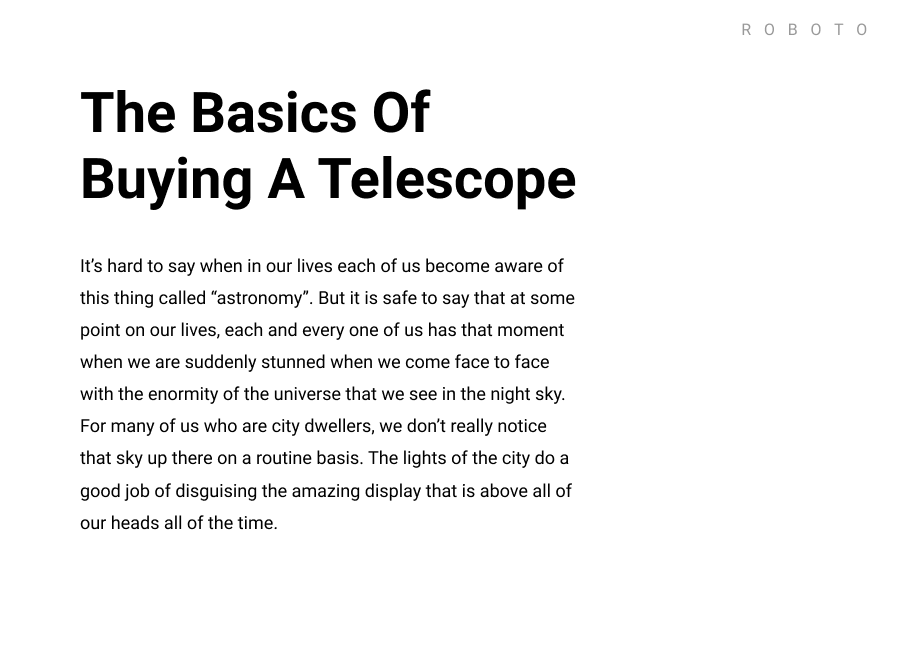 ROBOTO
The Basics Of
Buying A Telescope
It’s hard to say when in our lives each of us become aware of
this thing called “astronomy”. But it is safe to say that at some
point on our lives, each and every one of us has that moment
when we are suddenly stunned when we come face to face
with the enormity of the universe that we see in the night sky.
For many of us who are city dwellers, we don’t really notice
that sky up there on a routine basis. The lights of the city do a
good job of disguising the amazing display that is above all of
our heads all of the time.